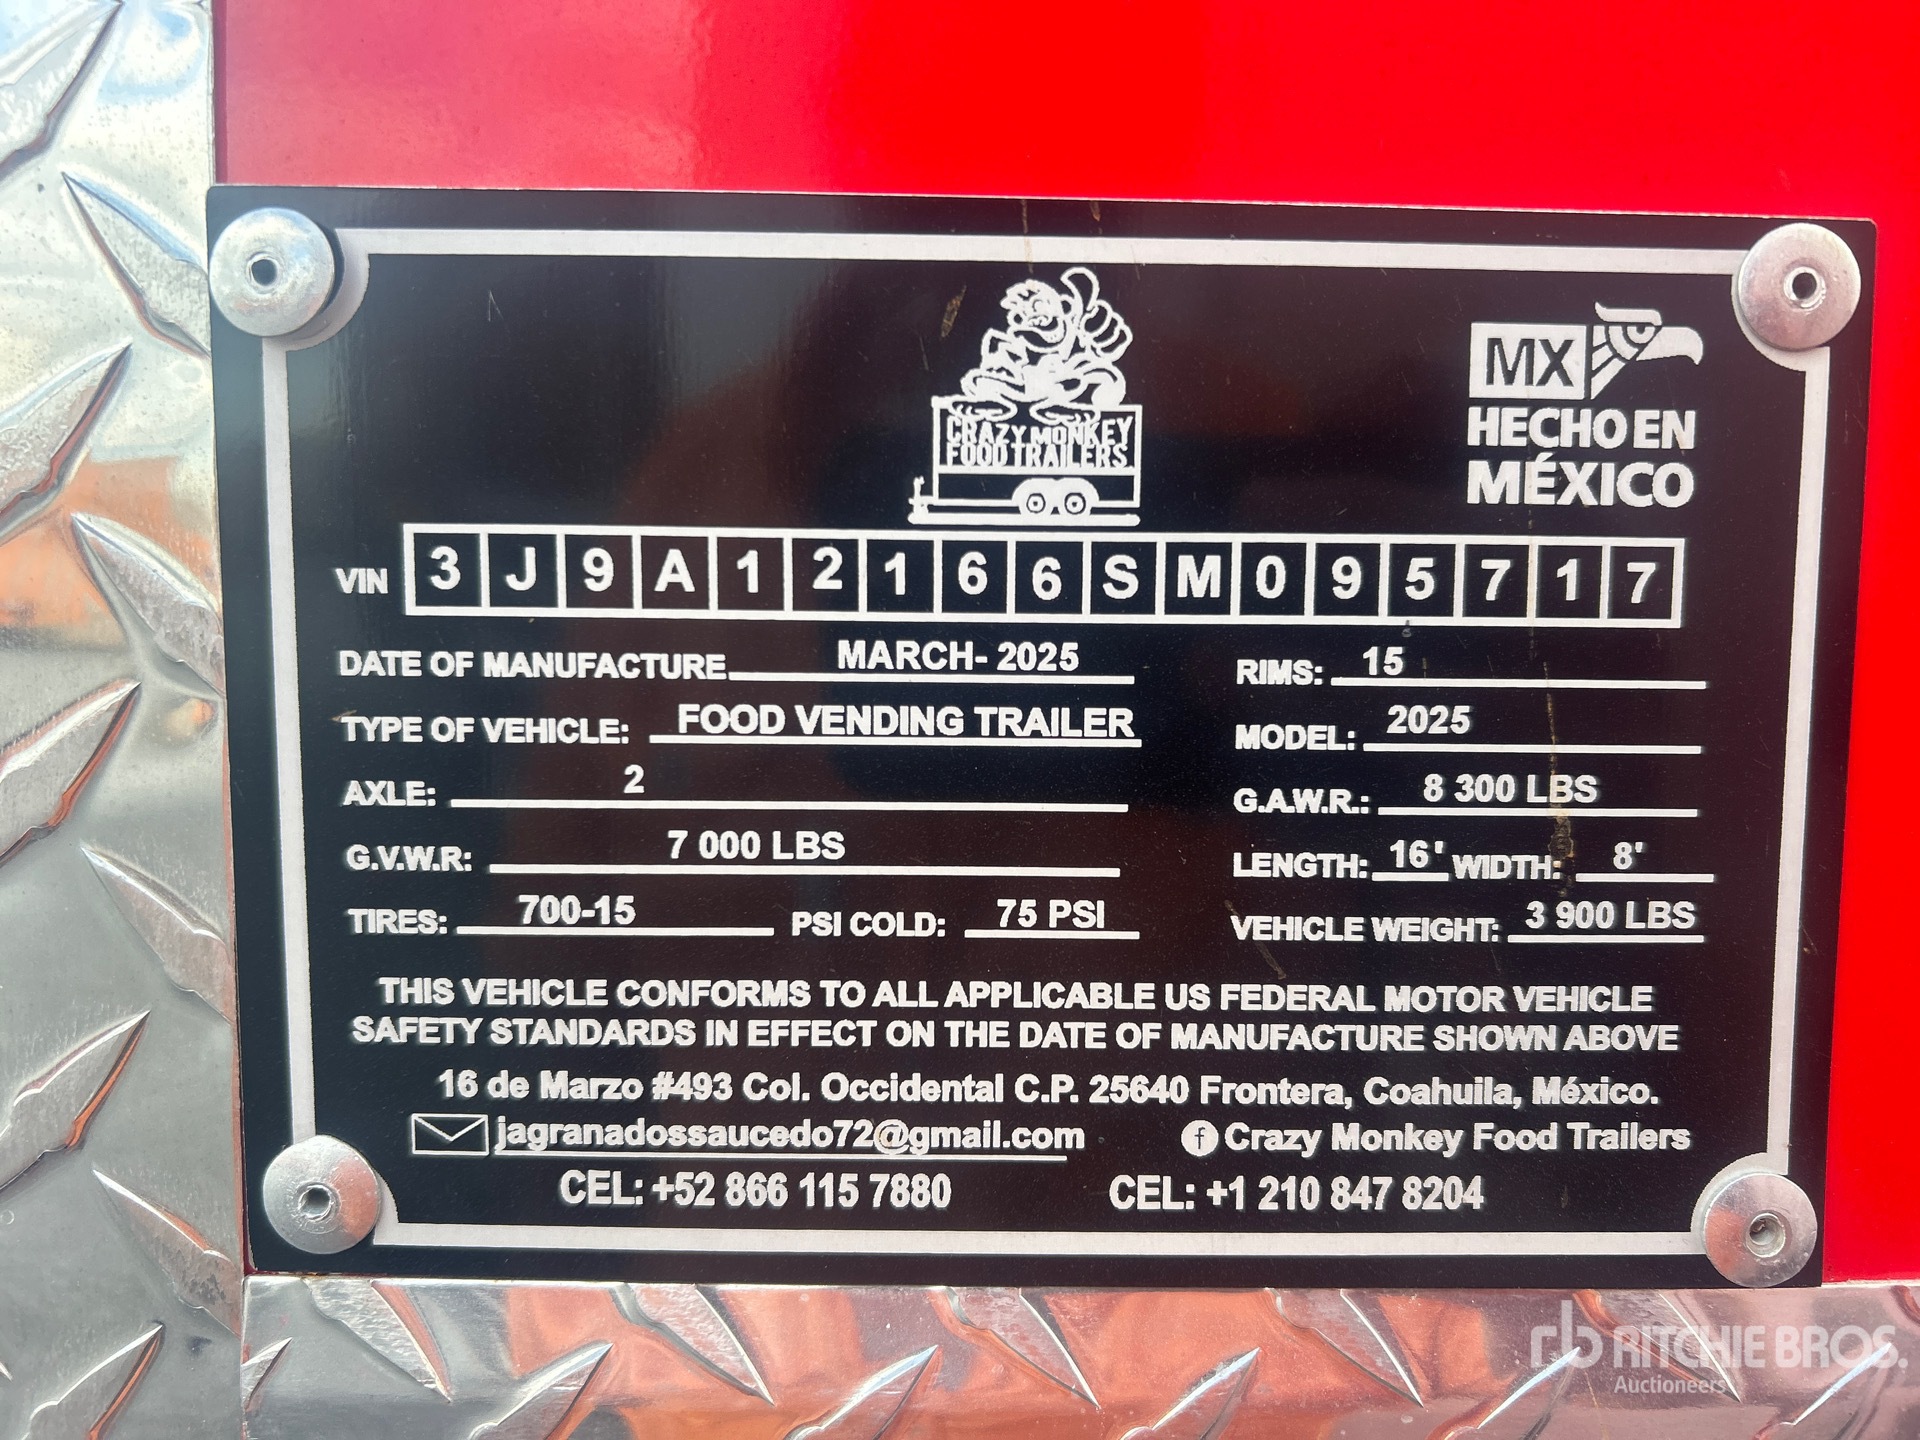 CRAZY MONKEY
FOOD TRAILERS
MX
HECHO EN
MÉXICO
VIN 3 J 9 A 1 2 1 6 6 S M 0 9 5 7 1 7
DATE OF MANUFACTURE MARCH- 2025 RIMS: 15
TYPE OF VEHICLE: FOOD VENDING TRAILER MODEL: 2025
AXLE: 2 G.A.W.R.: 8 300 LBS
G.V.W.R: 7 000 LBS LENGTH: 16' WIDTH: 8'
TIRES: 700-15 PSI COLD: 75 PSI VEHICLE WEIGHT: 3 900 LBS
THIS VEHICLE CONFORMS TO ALL APPLICABLE US FEDERAL MOTOR VEHICLE
SAFETY STANDARDS IN EFFECT ON THE DATE OF MANUFACTURE SHOWN ABOVE
16 de Marzo #493 Col. Occidental C.P. 25640 Frontera, Coahuila, México.
jagranadossaucedo72@gmail.com f Crazy Monkey Food Trailers
CEL: +52 866 115 7880 CEL: +1 210 847 8204
rb RITCHIE BROS.
Auctioneers